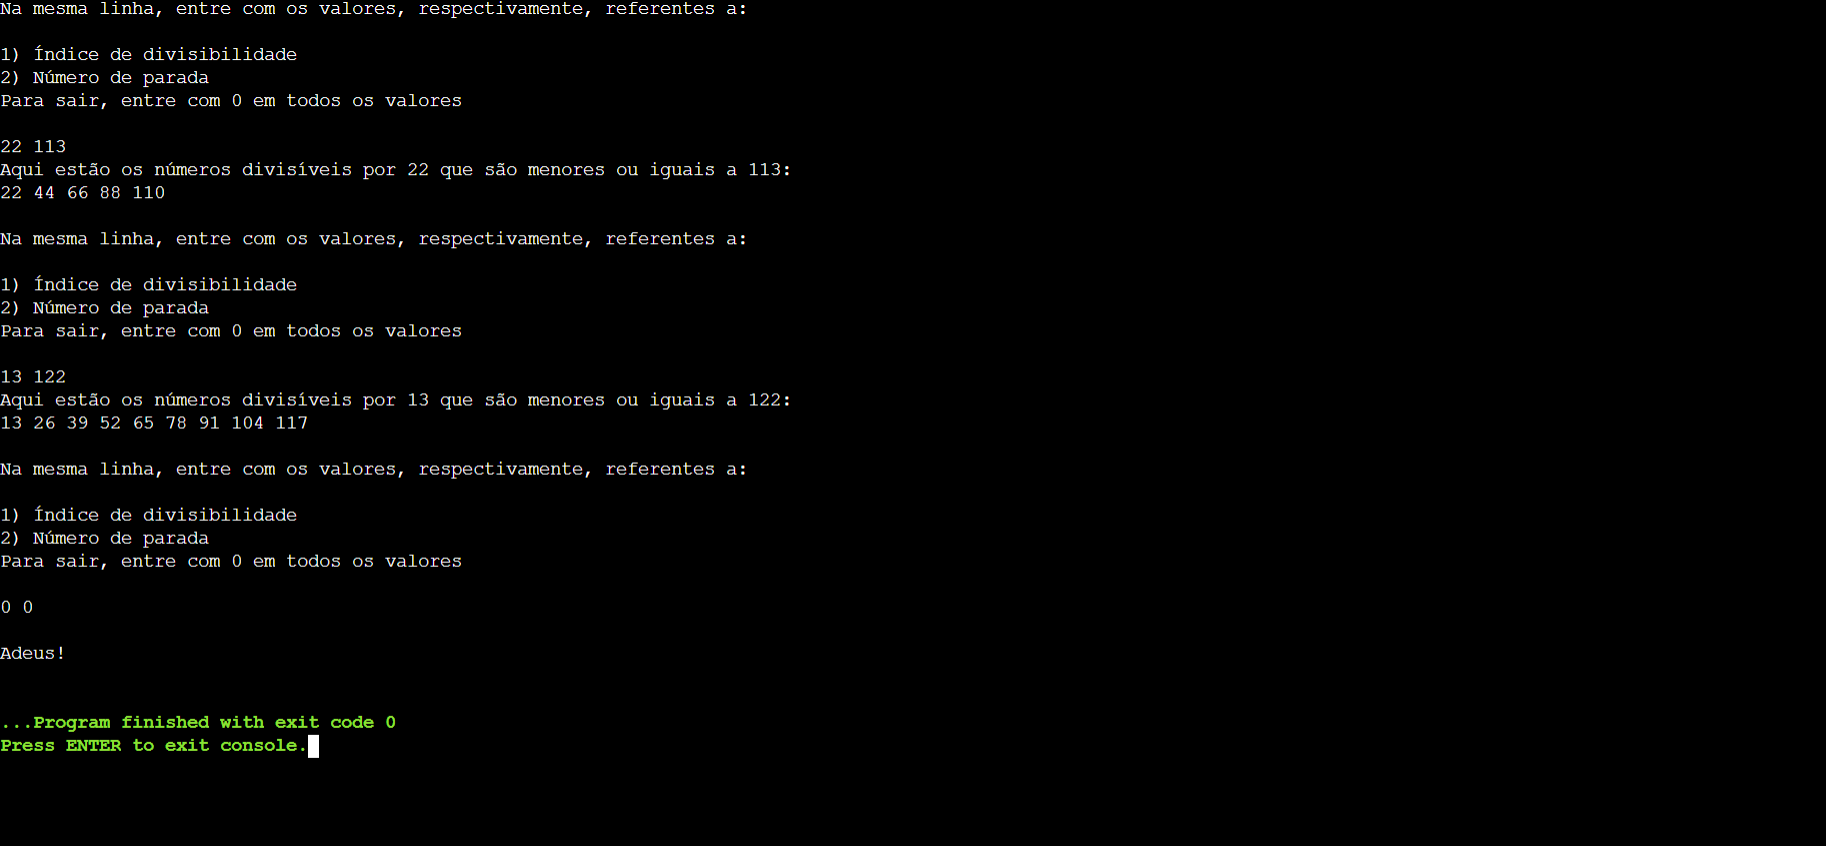 Na mesma linha, entre com os valores, respectivamente, referentes a:
1) Índice de divisibilidade
2) Número de parada
Para sair, entre com 0 em todos os valores
22 113
Aqui estão os números divisíveis por 22 que são menores ou iguais a 113:
22 44 66 88 110
Na mesma linha, entre com os valores, respectivamente, referentes a:
1) Índice de divisibilidade
2) Número de parada
Para sair, entre com 0 em todos os valores
13 122
Aqui estão os números divisíveis por 13 que são menores ou iguais a 122:
13 26 39 52 65 78 91 104 117
Na mesma linha, entre com os valores, respectivamente, referentes a:
1) Índice de divisibilidade
2) Número de parada
Para sair, entre com 0 em todos os valores
0 0
Adeus!
...Program finished with exit code 0
Press ENTER to exit console.